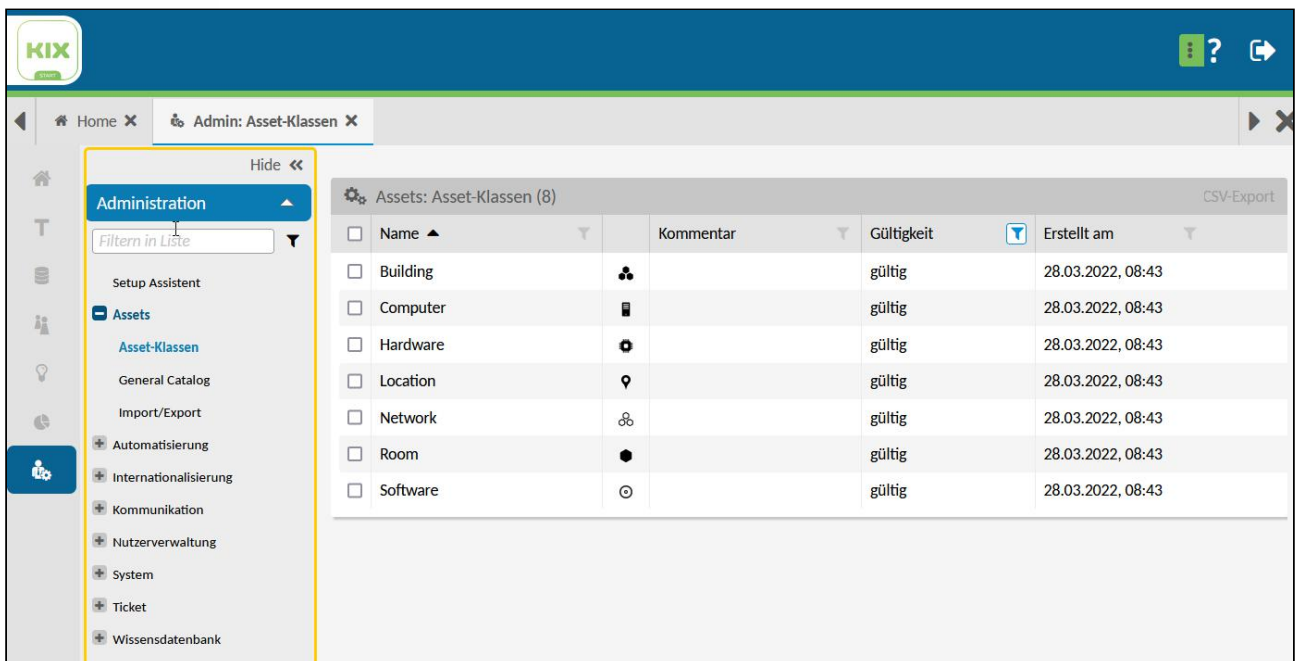 KIX
START
?
Home
Admin: Asset-Klassen
Hide
Administration
Filtern in Liste
Setup Assistent
Assets
Asset-Klassen
General Catalog
Import/Export
Automatisierung
Internationalisierung
Kommunikation
Nutzerverwaltung
System
Ticket
Wissensdatenbank
Assets: Asset-Klassen (8) CSV-Export
Name Kommentar Gültigkeit Erstellt am
Building gültig 28.03.2022, 08:43
Computer gültig 28.03.2022, 08:43
Hardware gültig 28.03.2022, 08:43
Location gültig 28.03.2022, 08:43
Network gültig 28.03.2022, 08:43
Room gültig 28.03.2022, 08:43
Software gültig 28.03.2022, 08:43